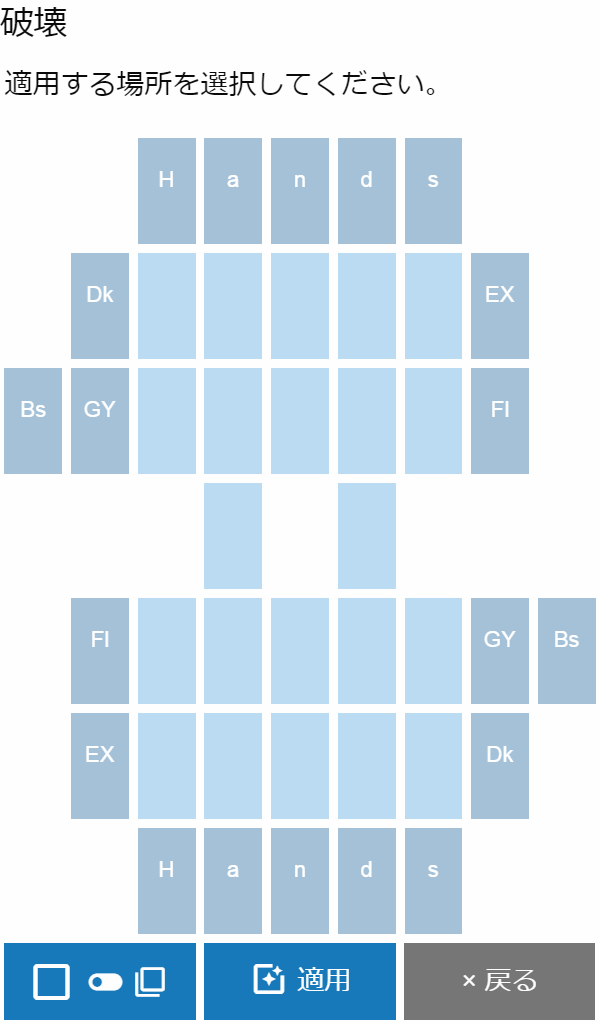 破壊
適用する場所を選択してください。
H a n d s
Dk EX
Bs GY FI
FI GY Bs
EX Dk
H a n d s
適用 × 戻る